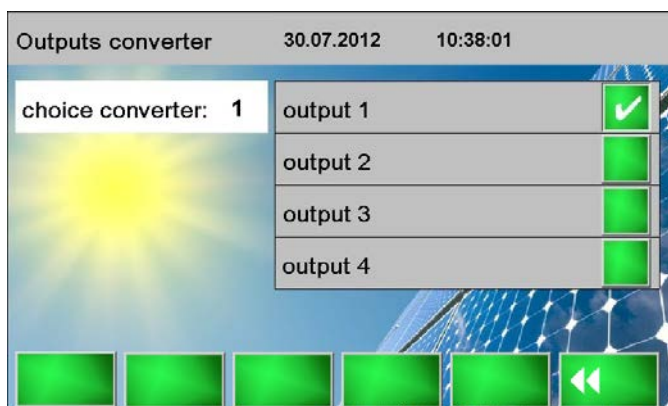 Outputs converter 30.07.2012 10:38:01
choice converter: 1
output 1
output 2
output 3
output 4